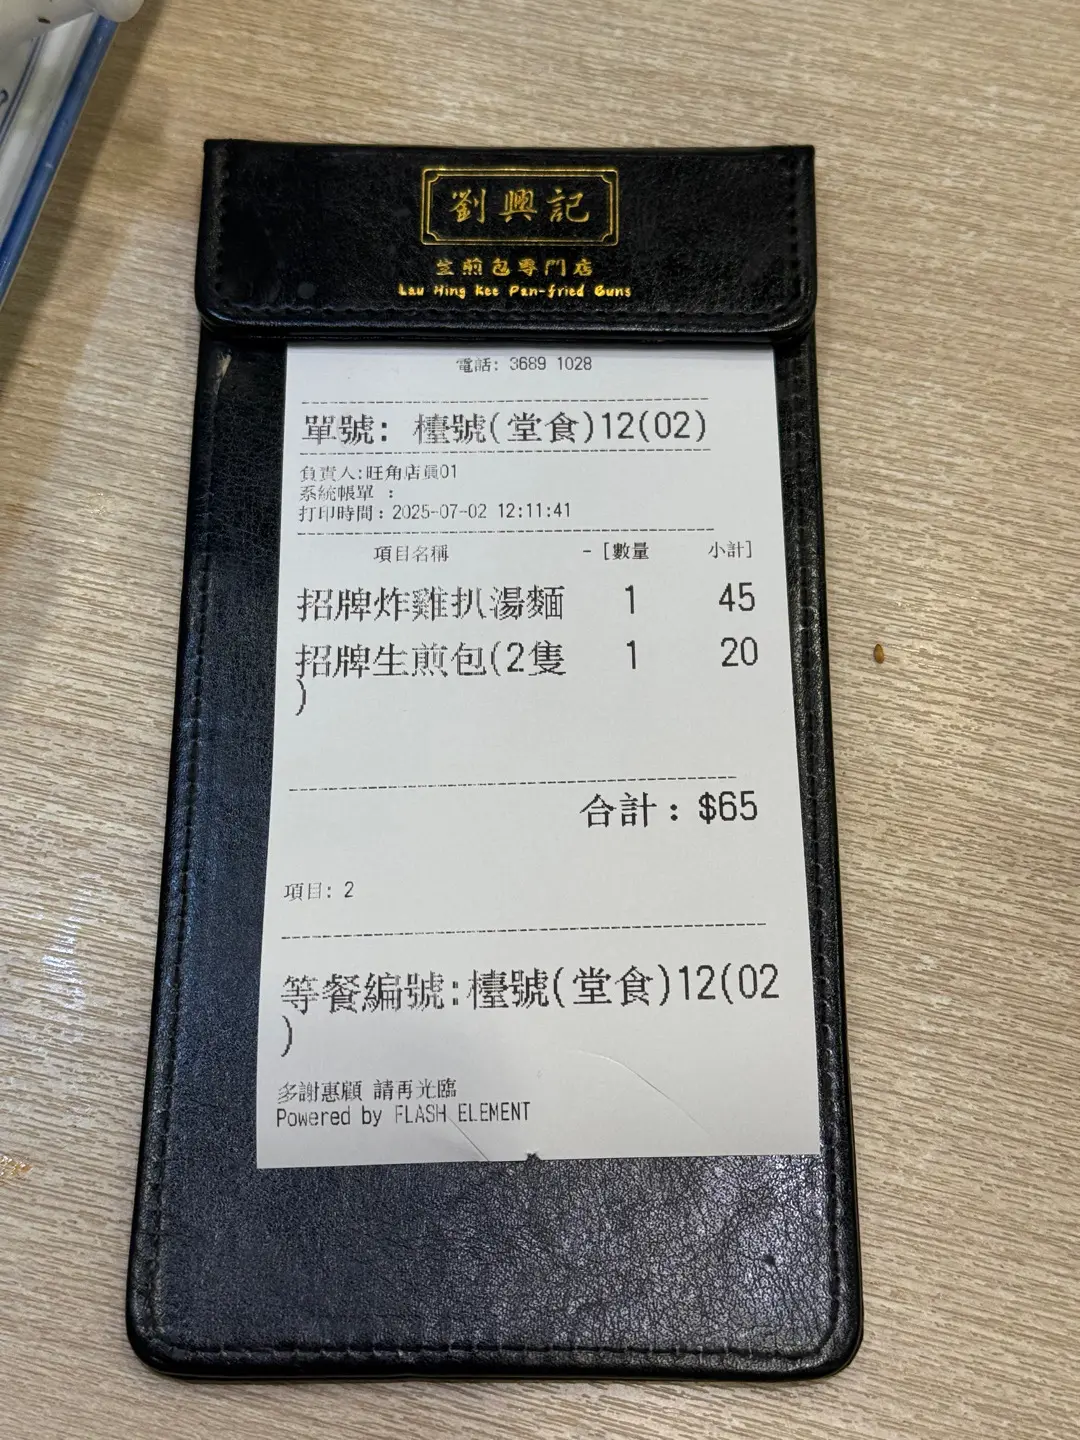 劉興記
生煎包專門店
Lau Hing Kee Pan-fried Buns
電話: 3689 1028
單號: 檯號(堂食)12(02)
負責人:旺角店員01
系統帳單 :
打印時間:2025-07-02 12:11:41
項目名稱 - [數量 小計]
招牌炸雞扒湯麵 1 45
招牌生煎包(2隻 1 20
)
合計: $65
項目: 2
等餐編號:檯號(堂食)12(02
)
多謝惠顧 請再光臨
Powered by FLASH ELEMENT